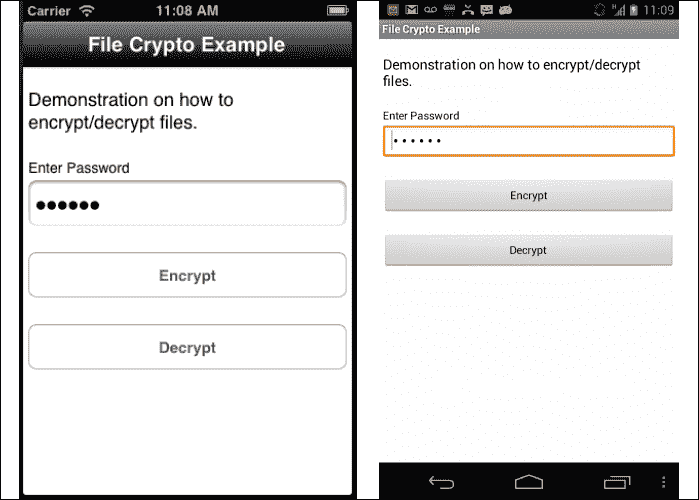 Carrier 11:08 AM
File Crypto Example
Demonstration on how to
encrypt/decrypt files.
Enter Password
Encrypt
Decrypt
11:09
File Crypto Example
Demonstration on how to encrypt/decrypt
files.
Enter Password
Encrypt
Decrypt